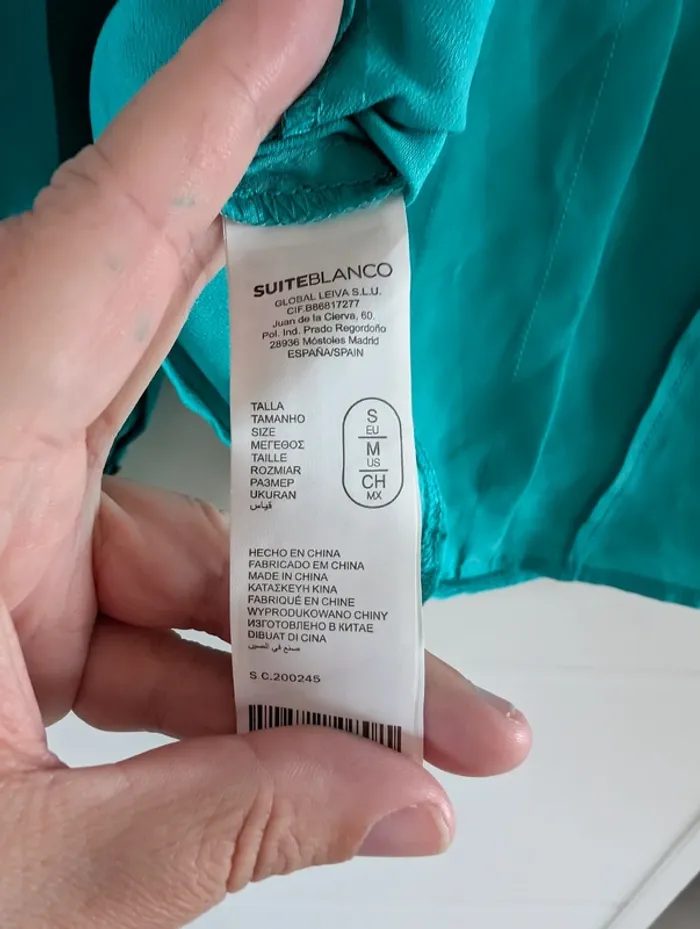 SUITEBLANCO
GLOBAL LEIVA S.L.U.
CIF.B86817277
Juan de la Cierva, 60.
Pol. Ind. Prado Regordoño
28936 Móstoles Madrid
ESPAÑA/SPAIN
TALLA
TAMANHO
SIZE
ΜΕΓΕΘΟΣ
TAILLE
ROZMIAR
РАЗМЕР
UKURAN
قياس
S
EU
M
US
CH
MX
HECHO EN CHINA
FABRICADO EM CHINA
MADE IN CHINA
ΚΑΤΑΣΚΕΥΗ ΚΙΝΑ
FABRIQUÉ EN CHINE
WYPRODUKOWANO CHINY
ИЗГОТОВЛЕНО В КИТАЕ
DIBUAT DI CINA
صنع في الصين
S C.200245